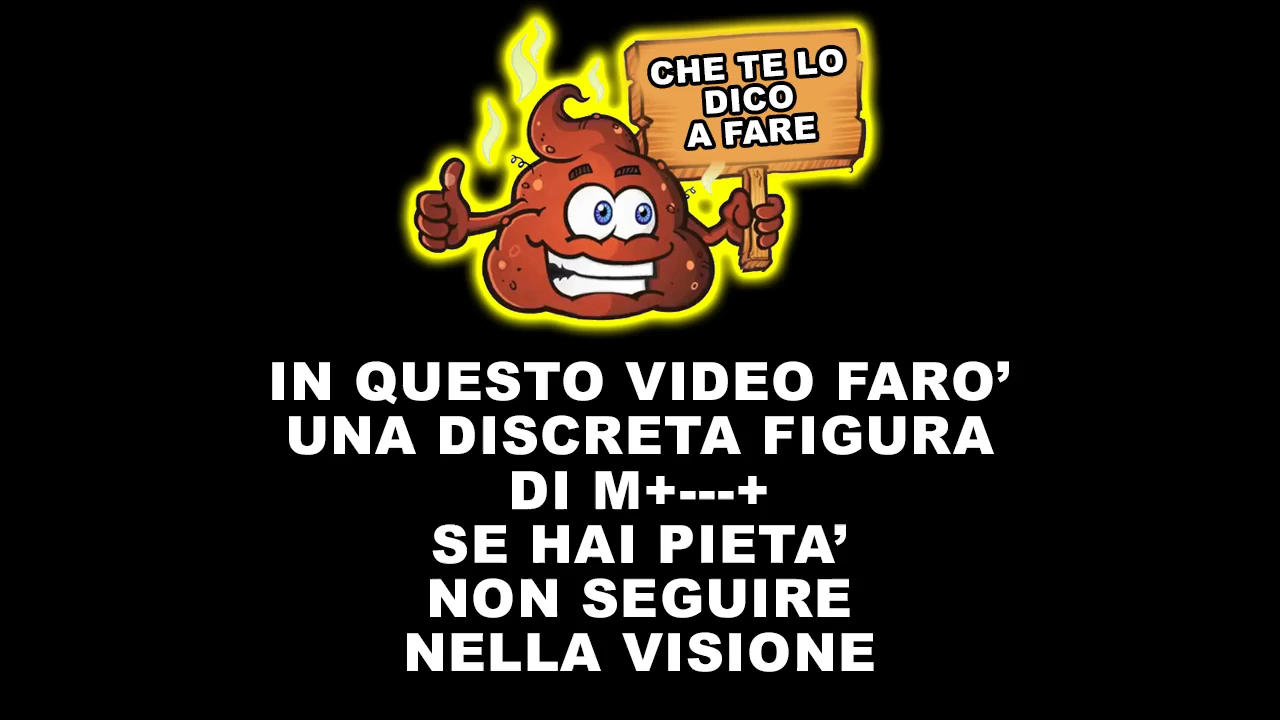 CHE TE LO
DICO
A FARE
IN QUESTO VIDEO FARO’
UNA DISCRETA FIGURA
DI M+---+
SE HAI PIETA’
NON SEGUIRE
NELLA VISIONE